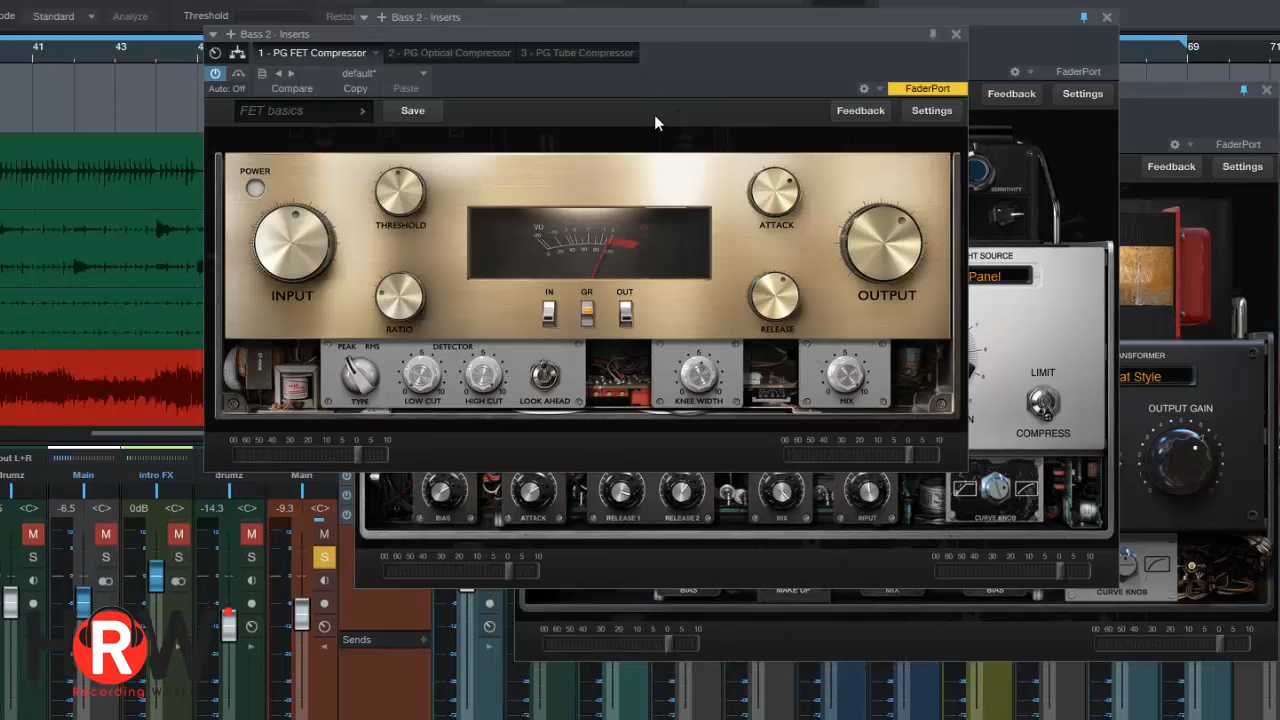 Standard
Analyze
Threshold
Bass 2 - Inserts
41
43
69
Bass 2 - Inserts
1 - PG FET Compressor
2 - PG Optical Compressor
3 - PG Tube Compressor
default*
Auto: Off
Compare
Copy
Paste
FaderPort
FaderPort
FaderPort
FET basics
Save
Feedback
Settings
Feedback
Settings
Feedback
Settings
POWER
INPUT
THRESHOLD
RATIO
VU
IN
GR
OUT
ATTACK
RELEASE
OUTPUT
SENSITIVITY
PEAK
RMS
TYPE
DETECTOR
LOW CUT
HIGH CUT
LOOK AHEAD
KNEE WIDTH
MIX
Panel
LIMIT
COMPRESS
at Style
OUTPUT GAIN
00 60 50 40 30 20 10 5 0 5 10
00 60 50 40 30 20 10 5 0 5 10
BIAS
ATTACK
RELEASE 1
RELEASE 2
MIX
INPUT
CURVE KNOB
00 60 50 40 30 20 10 5 0 5 10
00 60 50 40 30 20 10 5 0 5 10
BIAS
MAKE UP
MIX
BIAS
CURVE KNOB
00 60 50 40 30 20 10 5 0 5 10
00 60 50 40 30 20 10 5 0 5 10
L+R
Main
intro FX
drumz
Main
-6.5
<C>
0dB
<C>
-14.3
<C>
-9.3
<C>
M
M
M
M
M
S
S
S
S
S
Sends
R
Recording